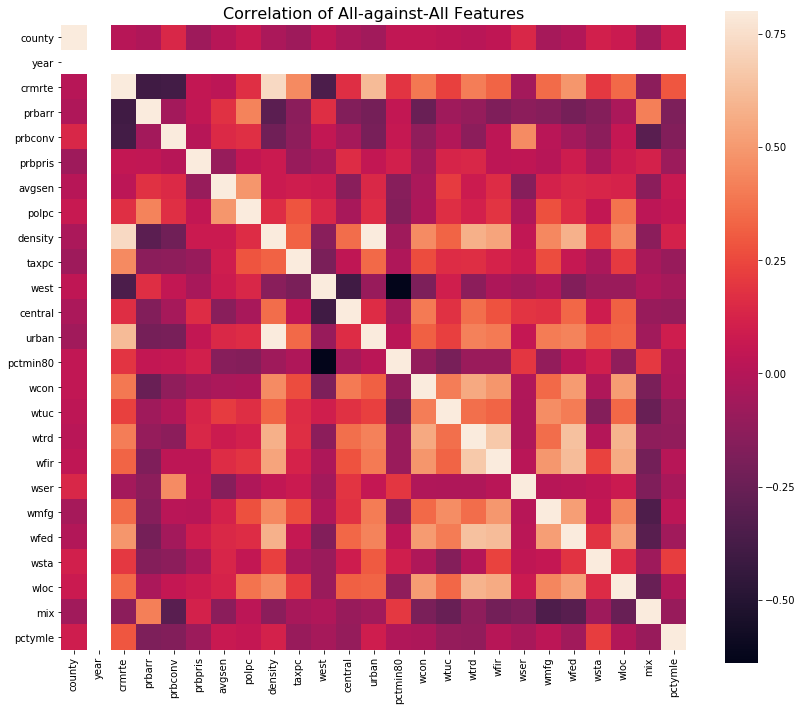 Correlation of All-against-All Features
county
year
crmrte
prbarr
prbconv
prbpris
avgsen
polpc
density
taxpc
west
central
urban
pctmin80
wcon
wtuc
wtrd
wfir
wser
wmfg
wfed
wsta
wloc
mix
pctymle
county
year
crmrte
prbarr
prbconv
prbpris
avgsen
polpc
density
taxpc
west
central
urban
pctmin80
wcon
wtuc
wtrd
wfir
wser
wmfg
wfed
wsta
wloc
mix
pctymle
0.75
0.50
0.25
0.00
−0.25
−0.50